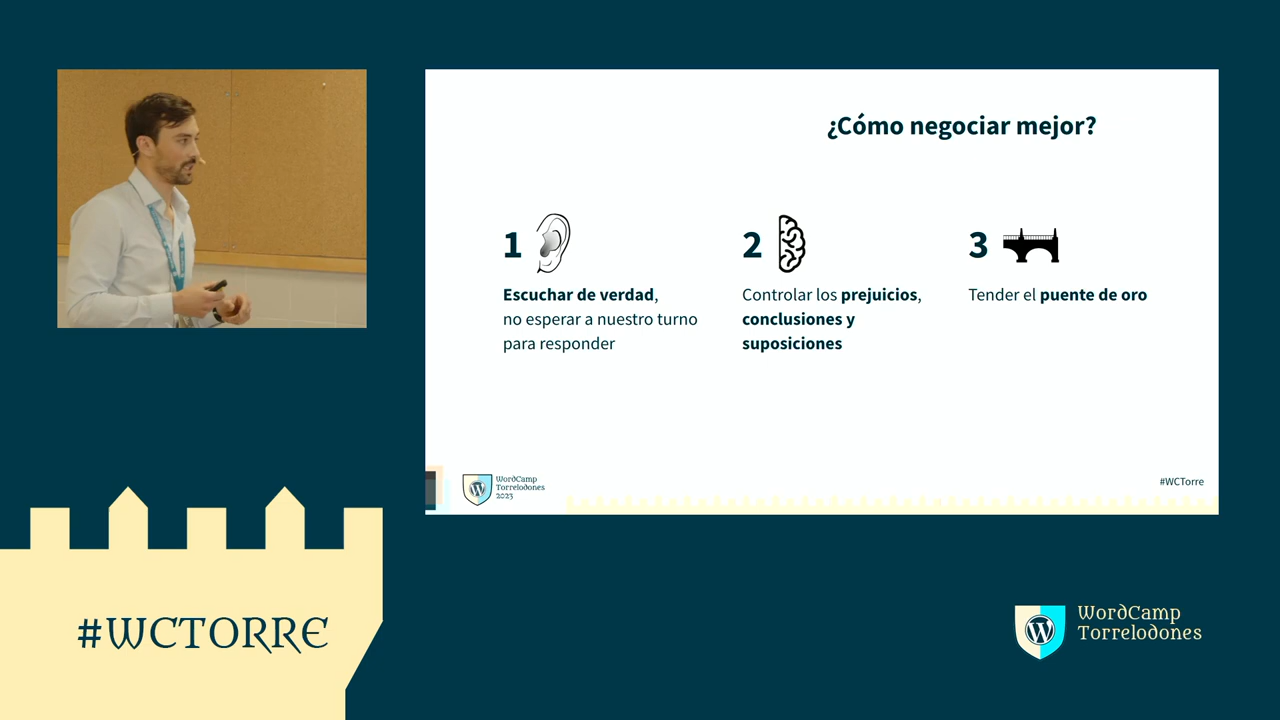 ¿Cómo negociar mejor?
1
Escuchar de verdad,
no esperar a nuestro turno
para responder
2
Controlar los prejuicios,
conclusiones y
suposiciones
3
Tender el puente de oro
WordCamp
Torrelodones
2023
#WCTorre
#WCTORRE
WordCamp
Torrelodones